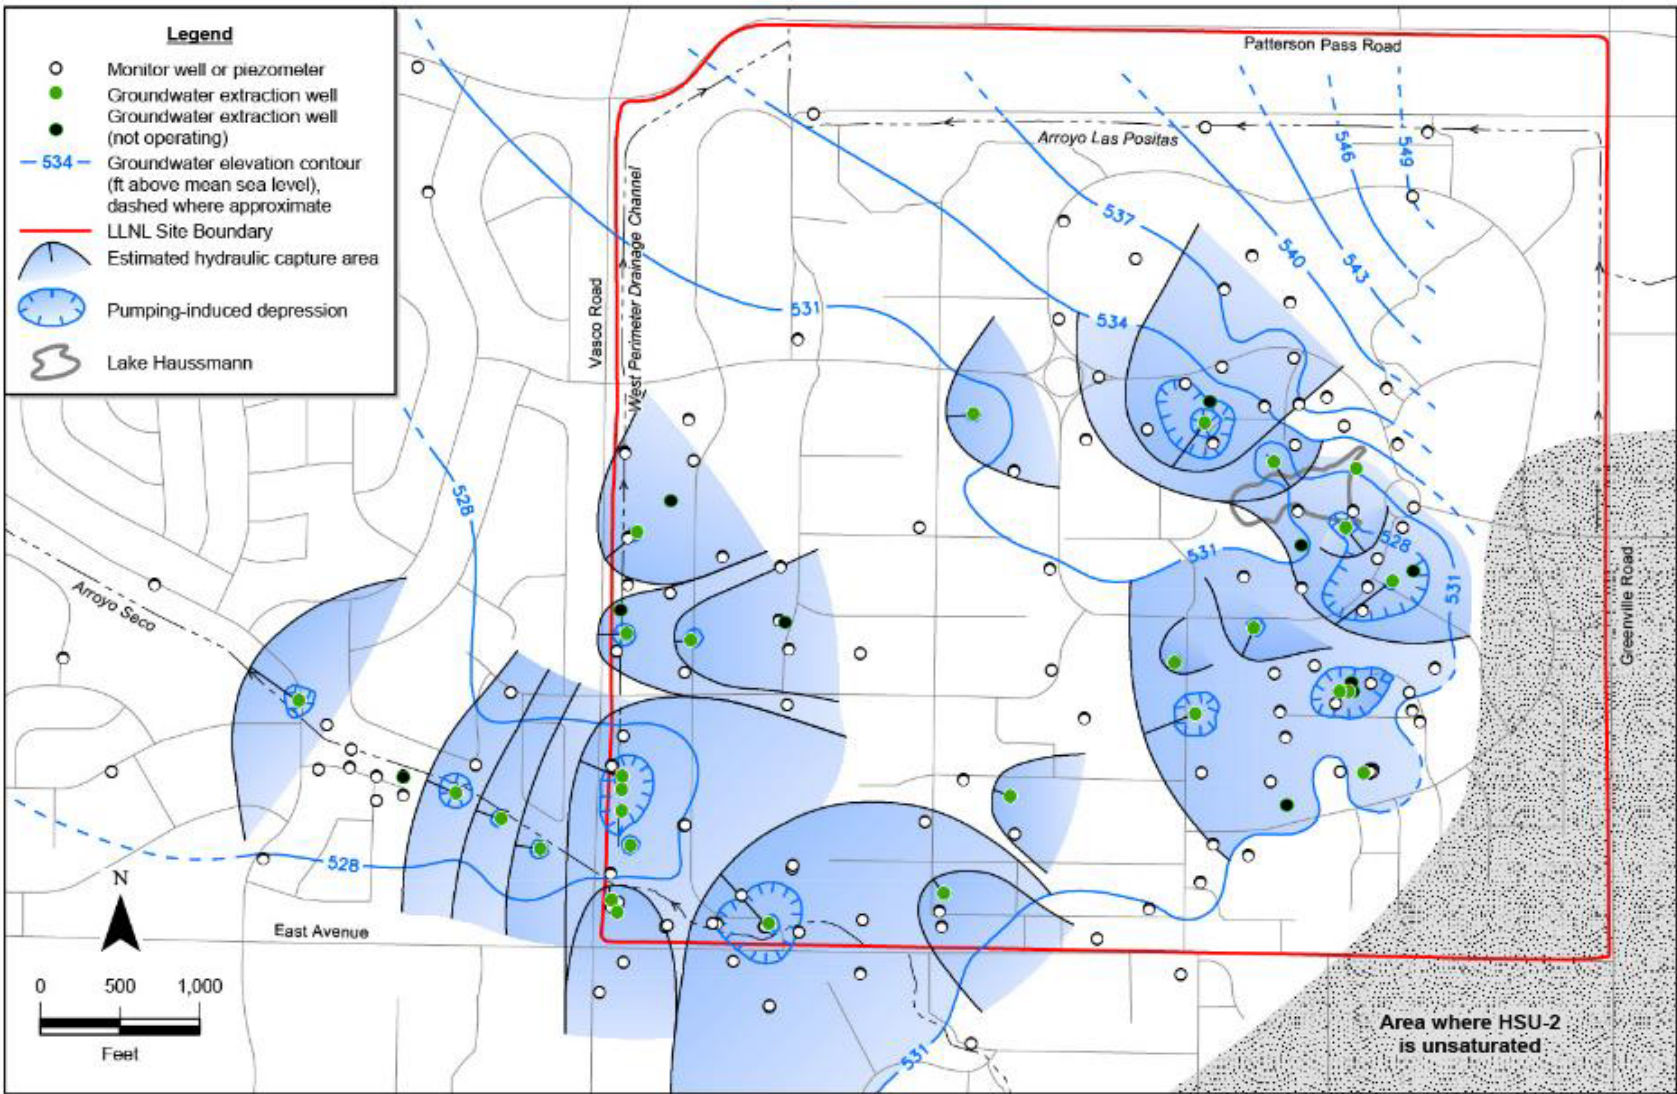 Legend
Monitor well or piezometer
Groundwater extraction well
Groundwater extraction well
(not operating)
534
Groundwater elevation contour
(ft above mean sea level),
dashed where approximate
LLNL Site Boundary
Estimated hydraulic capture area
Pumping-induced depression
Lake Haussmann
Patterson Pass Road
Arroyo Las Positas
546
549
West Perimeter Drainage Channel
Vasco Road
537
540
543
531
534
528
531
528
531
Greenville Road
Arroyo Seco
528
N
East Avenue
0 500 1,000
Feet
531
Area where HSU-2
is unsaturated